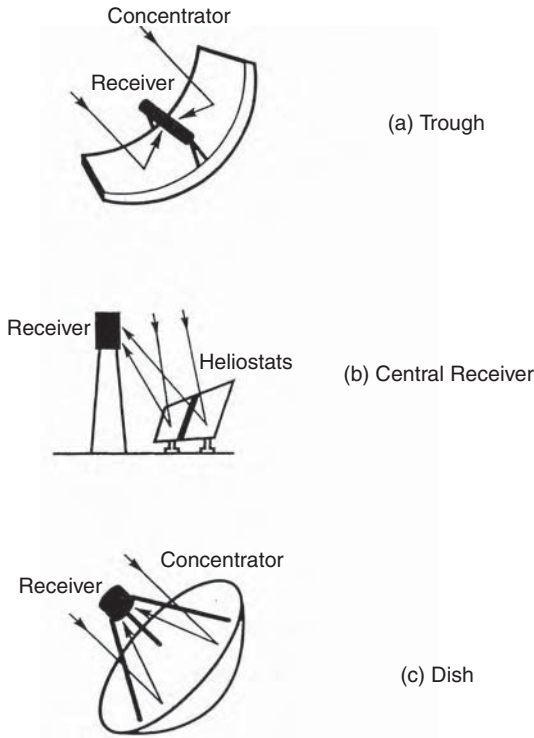 Concentrator
Receiver
(a) Trough
Receiver
Heliostats
(b) Central Receiver
Concentrator
Receiver
(c) Dish